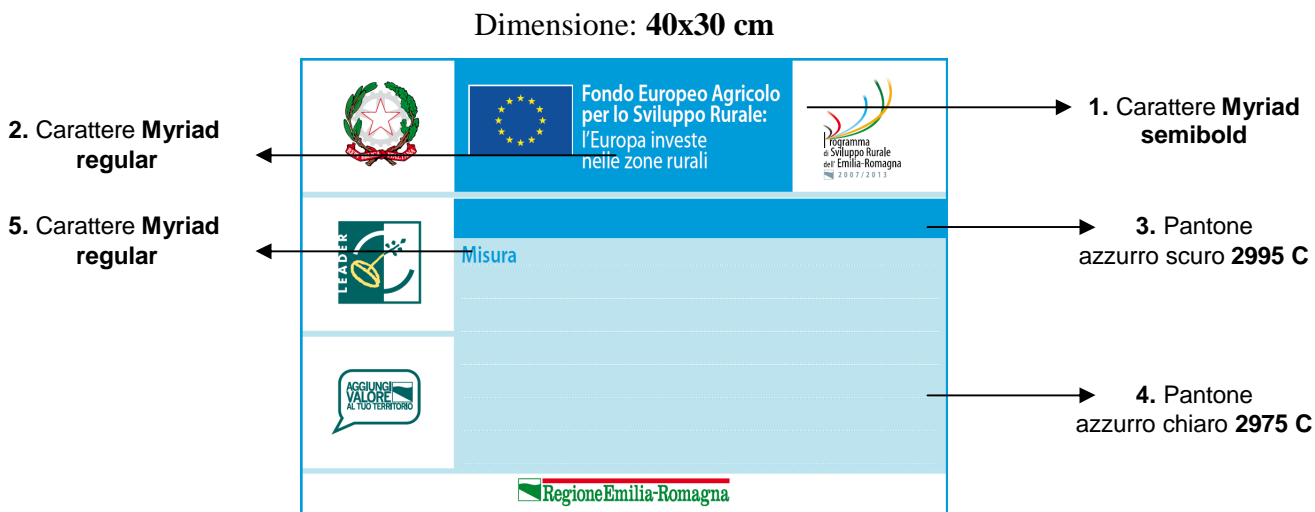 Dimensione: 40x30 cm
Fondo Europeo Agricolo
per lo Sviluppo Rurale:
l'Europa investe
nelle zone rurali
Programma
di Sviluppo Rurale
dell' Emilia-Romagna
2007/2013
1. Carattere Myriad
semibold
2. Carattere Myriad
regular
5. Carattere Myriad
regular
LEADER
Misura
3. Pantone
azzurro scuro 2995 C
AGGIUNGI
VALORE
AL TUO TERRITORIO
4. Pantone
azzurro chiaro 2975 C
RegioneEmilia-Romagna